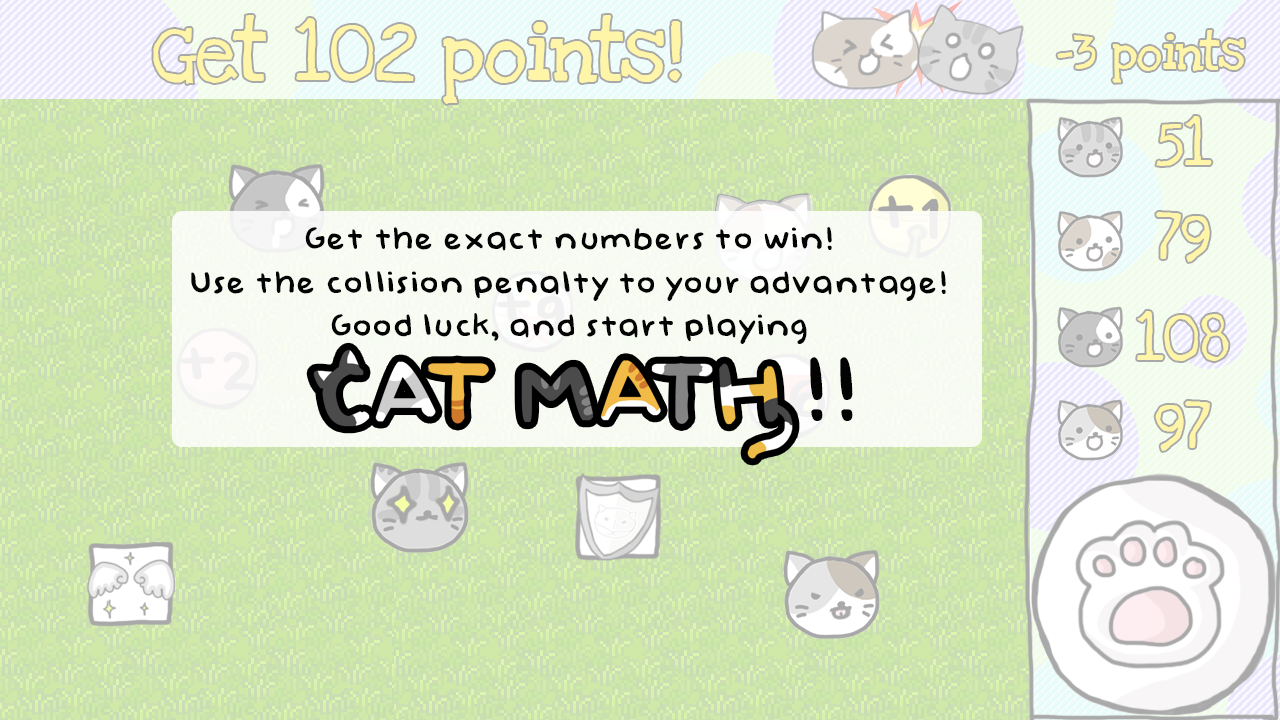 Get 102 points!
-3 points
51
79
108
97
+1
+9
+2
Get the exact numbers to win!
Use the collision penalty to your advantage!
Good luck, and start playing
CAT MATH!!